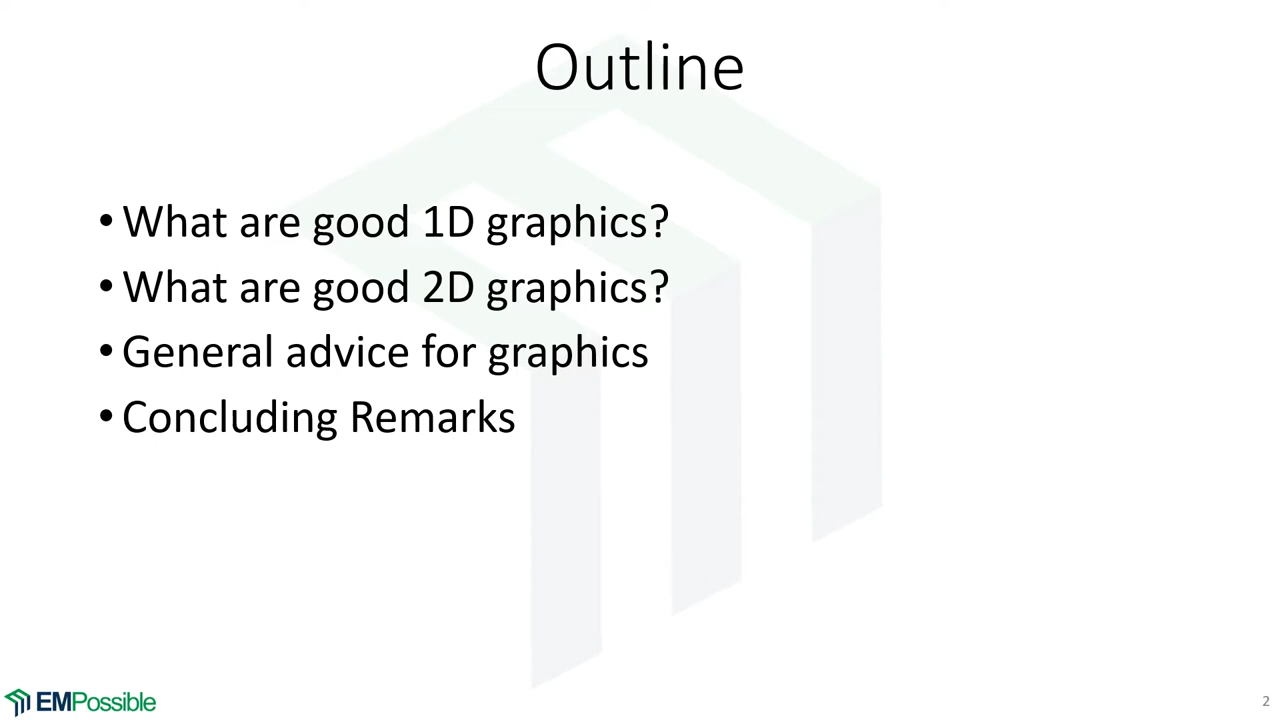 Outline
• What are good 1D graphics?
• What are good 2D graphics?
• General advice for graphics
• Concluding Remarks
EMPossible
2